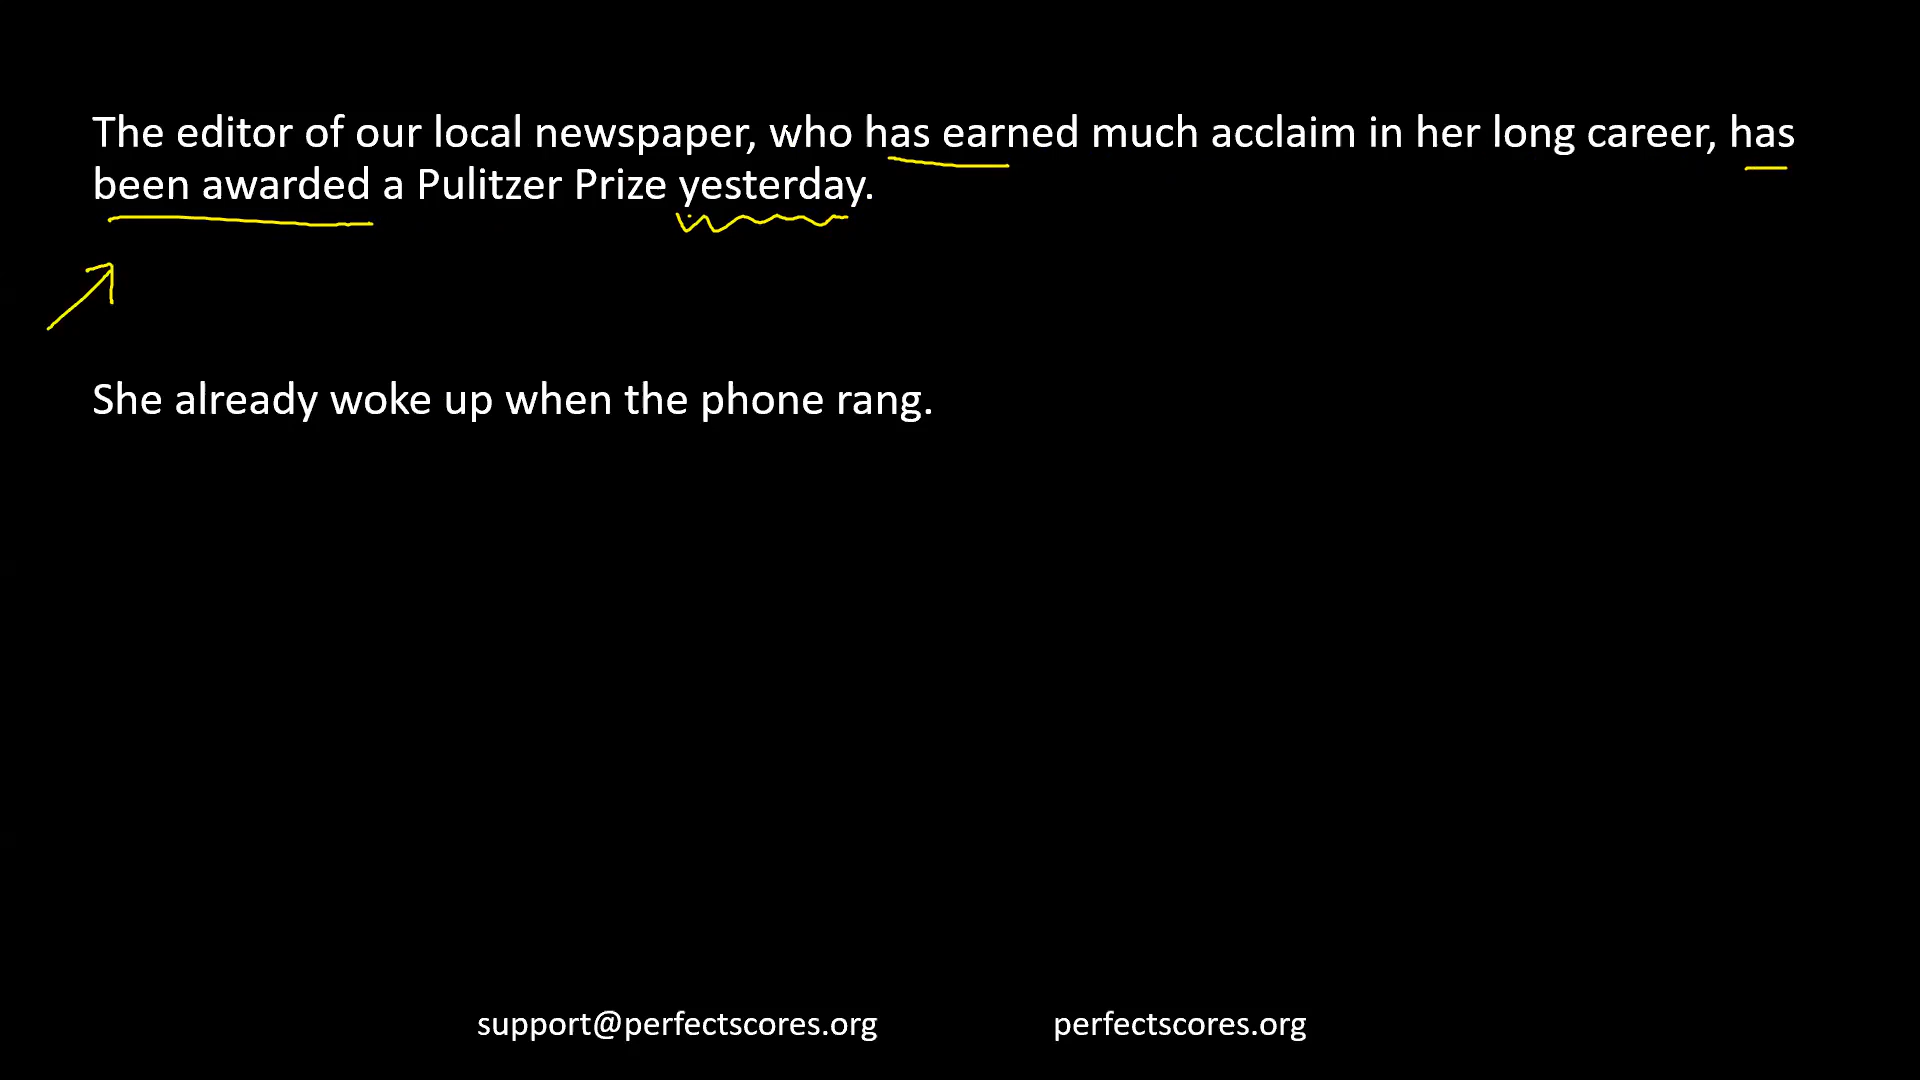 The editor of our local newspaper, who has earned much acclaim in her long career, has
been awarded a Pulitzer Prize yesterday.
She already woke up when the phone rang.
support@perfectscores.org perfectscores.org